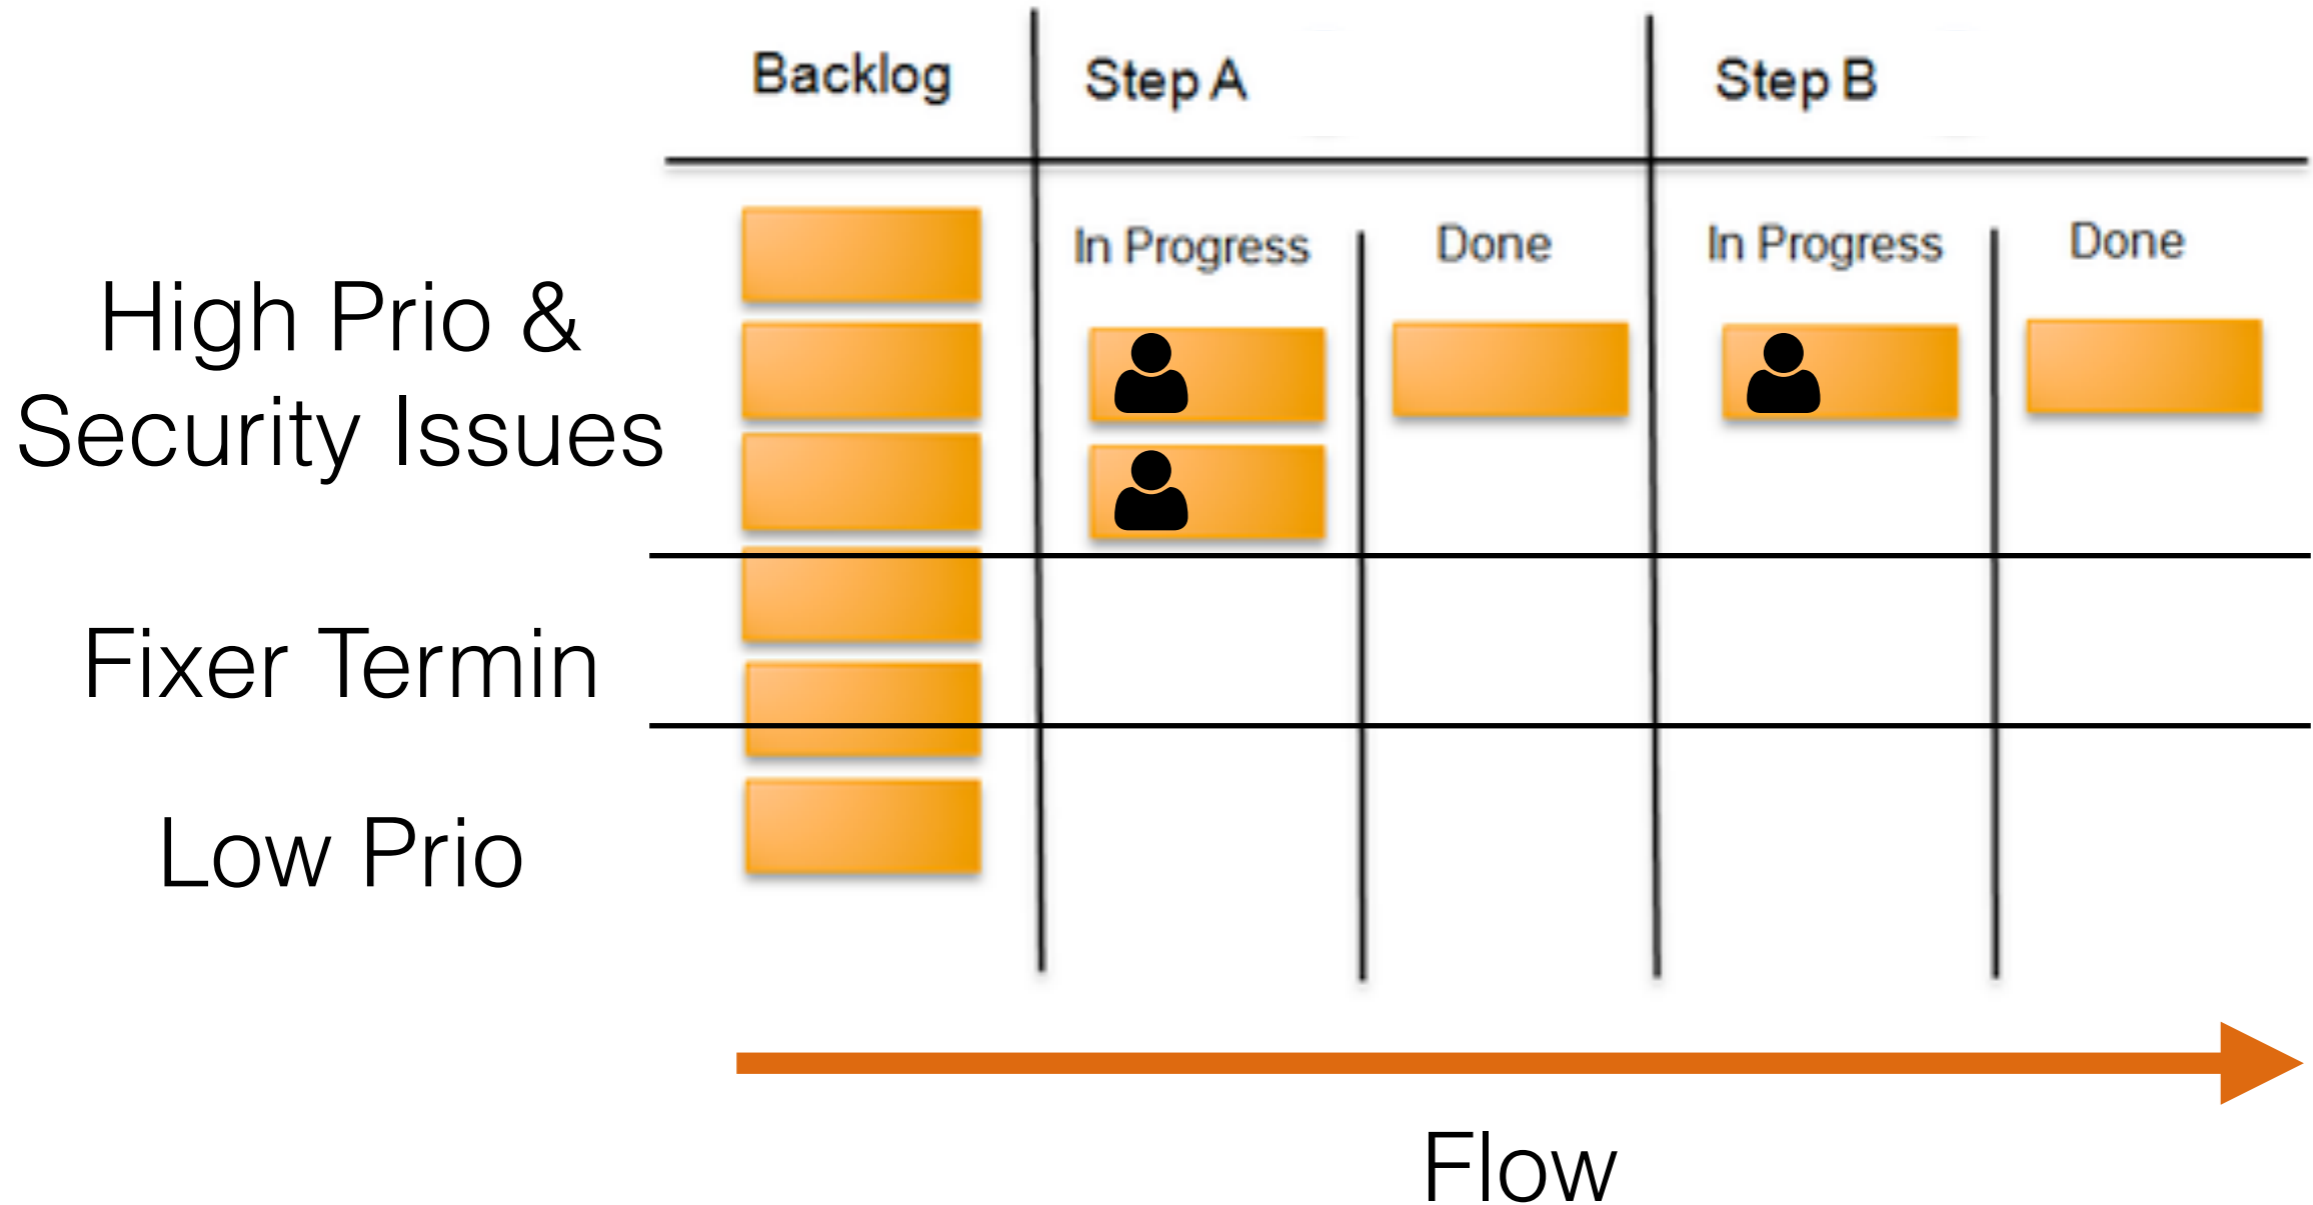 Backlog
Step A
Step B
In Progress
Done
In Progress
Done
High Prio &
Security Issues
Fixer Termin
Low Prio
Flow